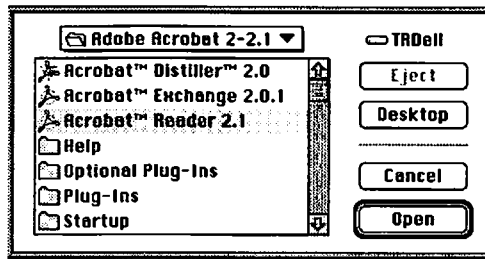 Adobe Acrobat 2-2.1
TRDell
Acrobat™ Distiller™ 2.0
Acrobat™ Exchange 2.0.1
Acrobat™ Reader 2.1
Help
Optional Plug-Ins
Plug-Ins
Startup
Eject
Desktop
Cancel
Open